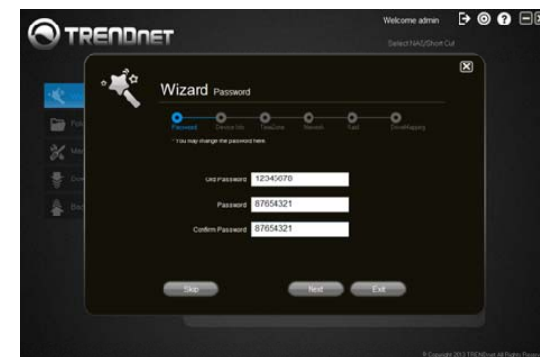 TRENDnet
Welcome admin
Select NAS/Short Cut
Wizard Password
Password Device Info TimeZone Network Raid DriveMapping
* You may change the password here.
Old Password 12345678
Password 87654321
Confirm Password 87654321
Skip Next Exit
© Copyright 2013 TRENDnet All Rights